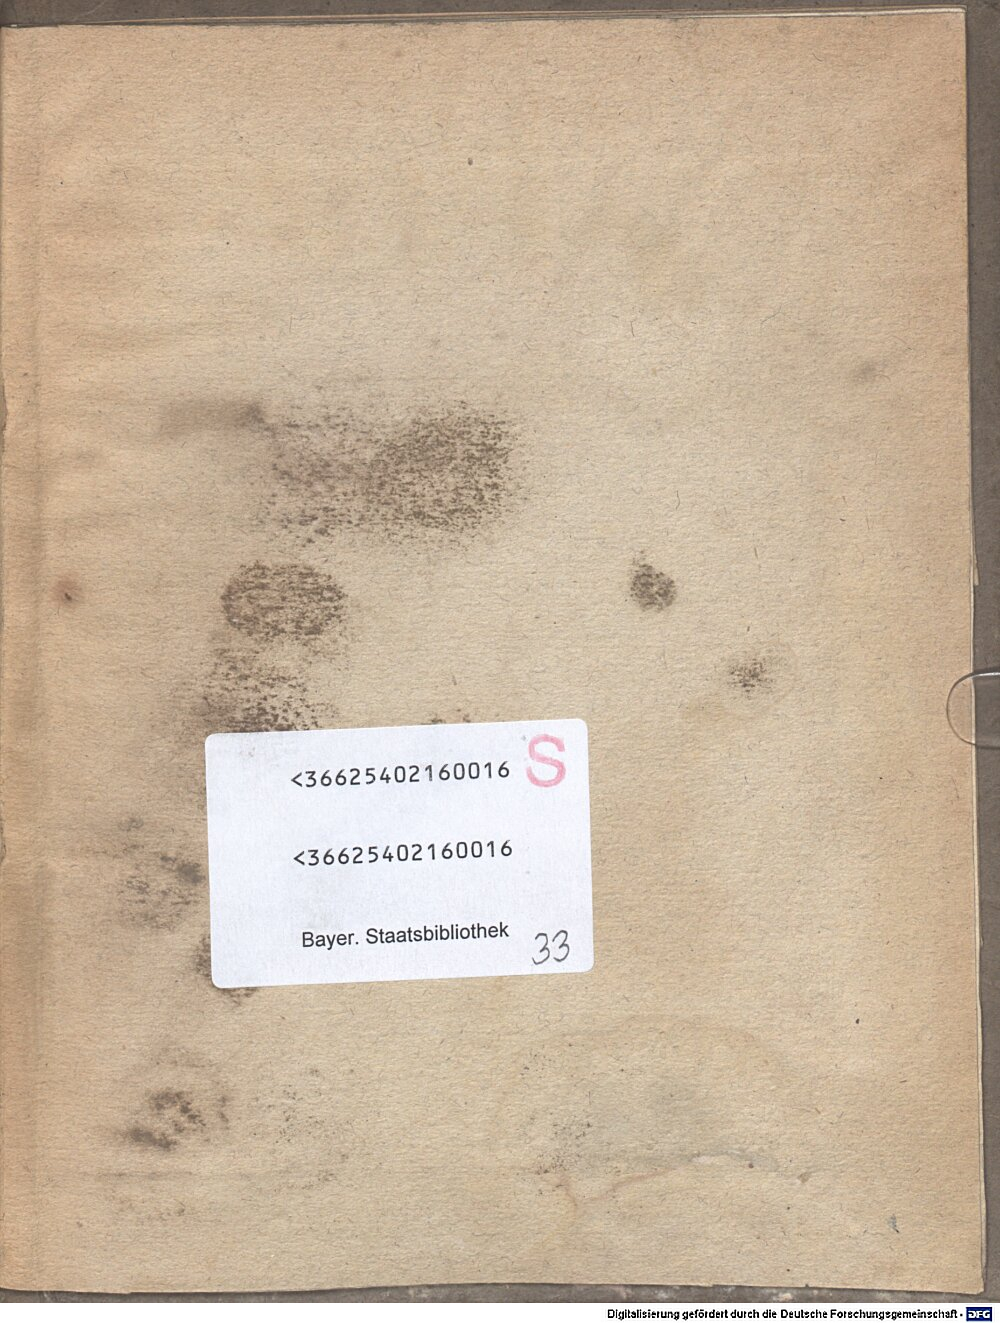 <36625402160016 S
<36625402160016
Bayer. Staatsbibliothek 33
Digitalisierung gefördert durch die Deutsche Forschungsgemeinschaft - DFG